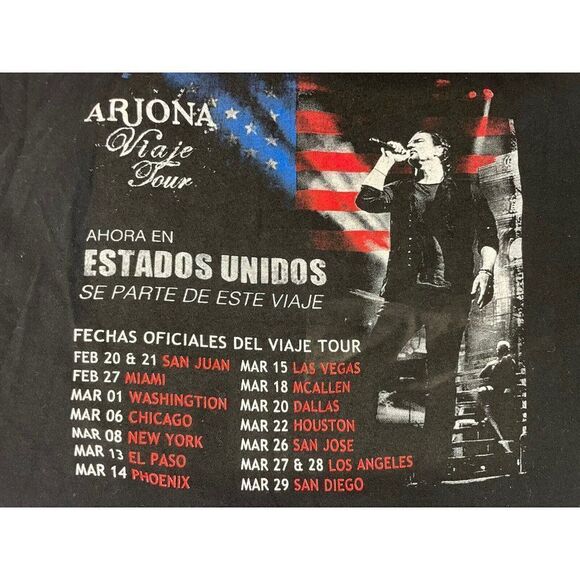 ARJONA
Viaje
Tour
AHORA EN
ESTADOS UNIDOS
SE PARTE DE ESTE VIAJE
FECHAS OFICIALES DEL VIAJE TOUR
FEB 20 & 21 SAN JUAN
FEB 27 MIAMI
MAR 01 WASHINGTION
MAR 06 CHICAGO
MAR 08 NEW YORK
MAR 13 EL PASO
MAR 14 PHOENIX
MAR 15 LAS VEGAS
MAR 18 MCALLEN
MAR 20 DALLAS
MAR 22 HOUSTON
MAR 26 SAN JOSE
MAR 27 & 28 LOS ANGELES
MAR 29 SAN DIEGO